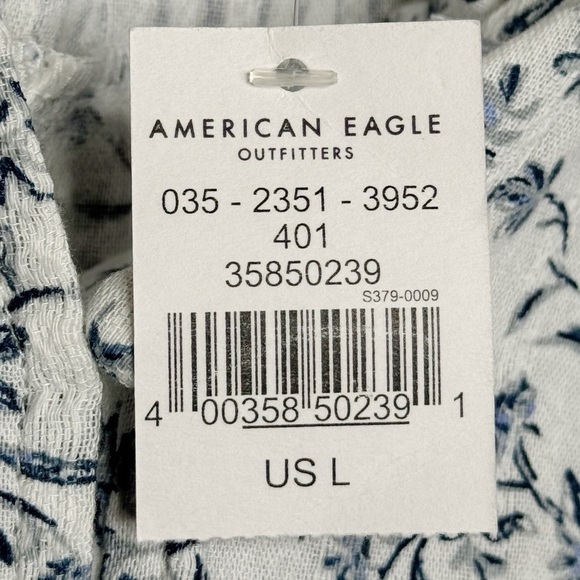 AMERICAN EAGLE
OUTFITTERS
035 - 2351 - 3952
401
35850239
S379-0009
4 00358 50239 1
US L